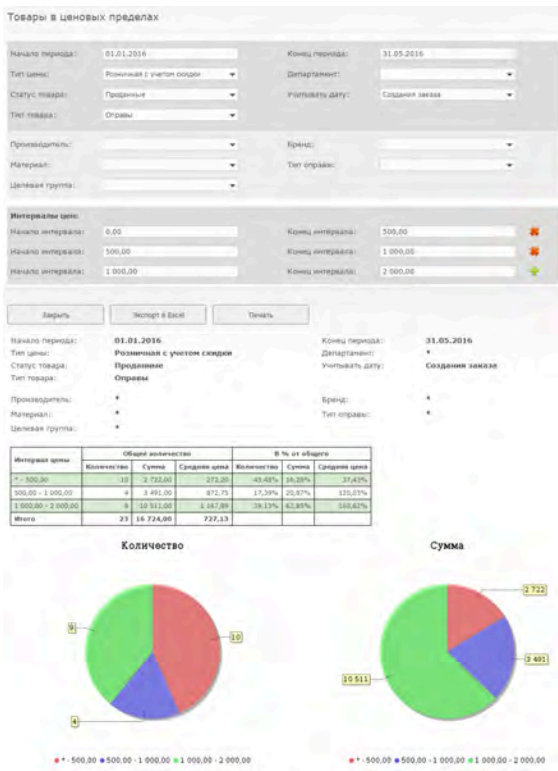 Товары в ценовых пределах
Начало периода: 01.01.2016 Конец периода: 31.05.2016
Тип цены: Розничная с учетом скидки Департамент:
Статус товара: Проданные Учитывать дату: Создания заказа
Тип товара: Оправы
Производитель: Бренд:
Материал: Тип оправы:
Целевая группа:
Интервалы цен:
Начало интервала: 0,00 Конец интервала: 500,00
Начало интервала: 500,00 Конец интервала: 1 000,00
Начало интервала: 1 000,00 Конец интервала: 2 000,00
Закрыть Экспорт в Excel Печать
Начало периода: 01.01.2016 Конец периода: 31.05.2016
Тип цены: Розничная с учетом скидки Департамент: *
Статус товара: Проданные Учитывать дату: Создания заказа
Тип товара: Оправы
Производитель: * Бренд: *
Материал: * Тип оправы: *
Целевая группа: *
Интервал цены Общее количество В % от общего
Количество Сумма Средняя цена Количество Сумма Средняя цена
* - 500,00 10 2 722,00 272,20 43,48% 16,28% 37,43%
500,00 - 1 000,00 4 3 491,00 872,75 17,39% 20,87% 120,03%
1 000,00 - 2 000,00 9 10 511,00 1 167,89 39,13% 62,85% 160,62%
Итого 23 16 724,00 727,13
Количество
9
10
4
* - 500,00 500,00 - 1 000,00 1 000,00 - 2 000,00
Сумма
2 722
3 491
10 511
* - 500,00 500,00 - 1 000,00 1 000,00 - 2 000,00